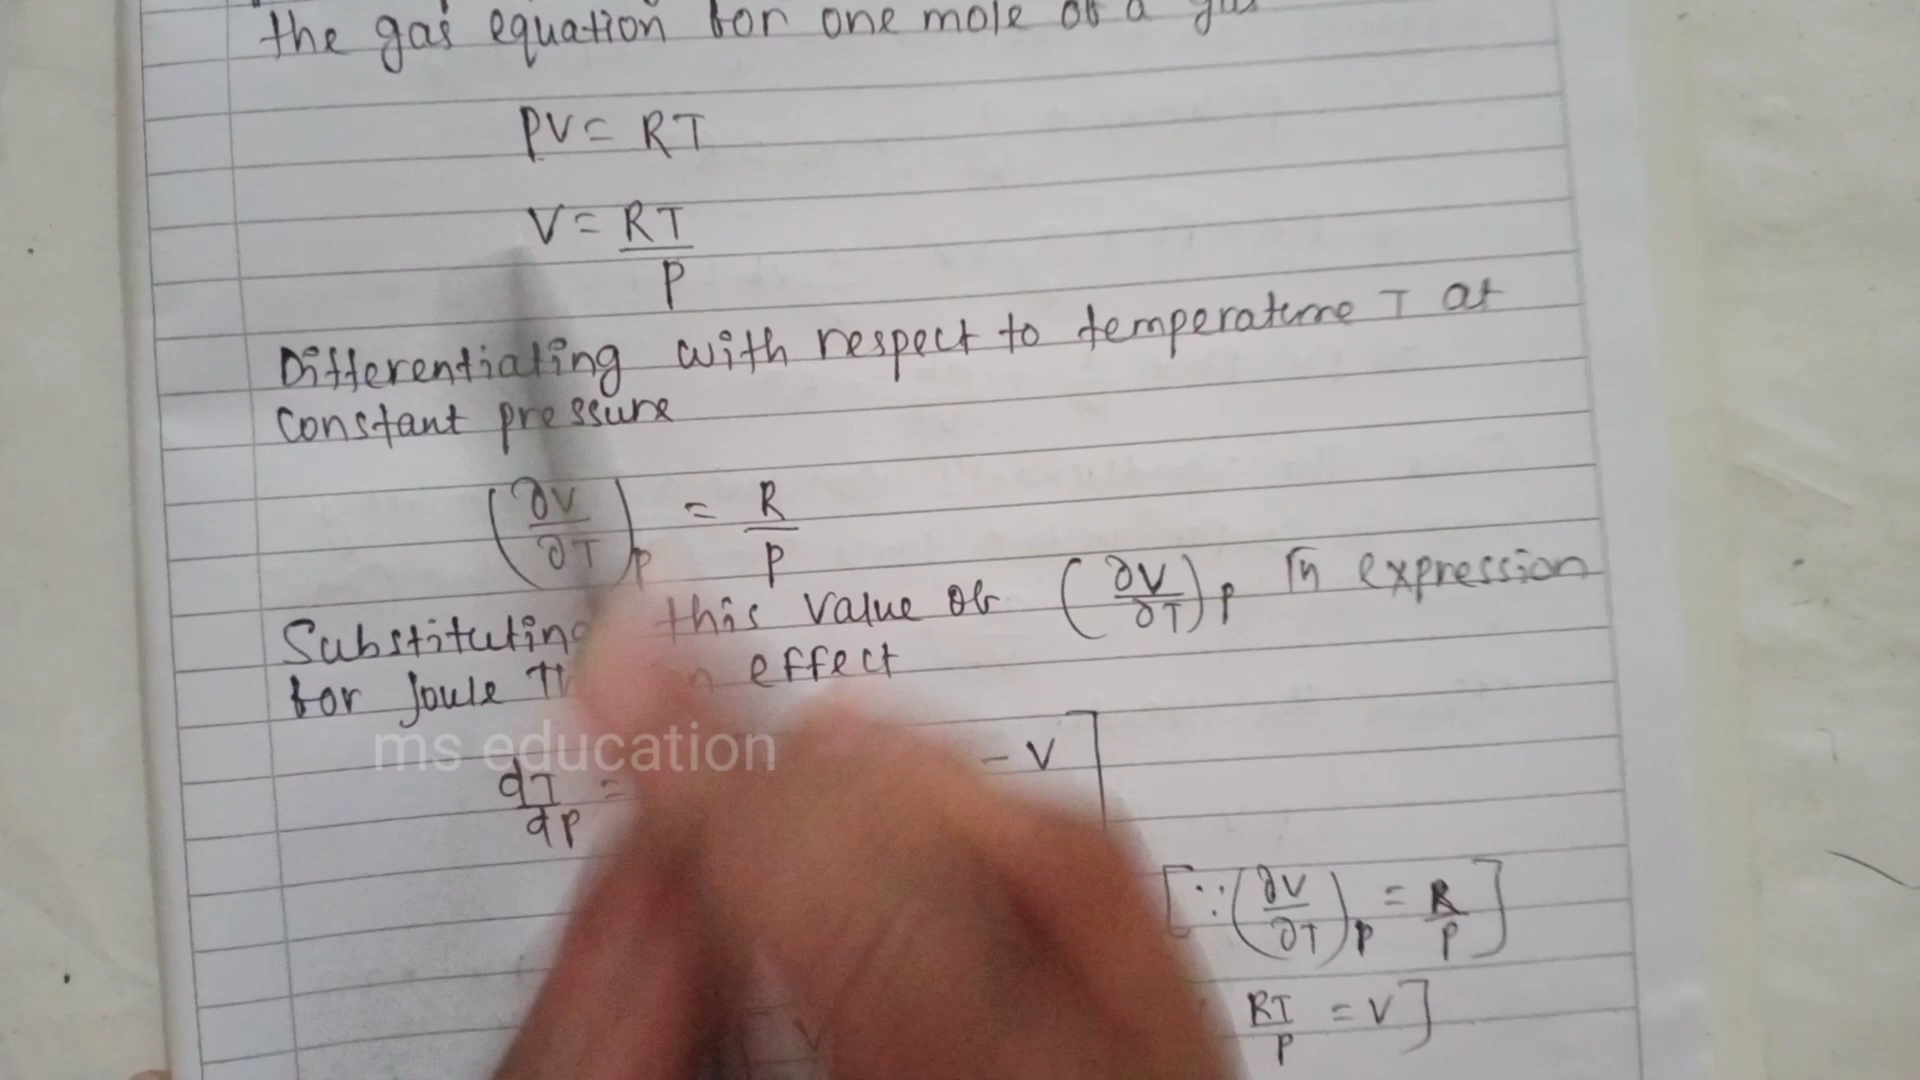 the gas equation for one mole of a gas
PV = RT
V = RT/P
Differentiating with respect to temperature T at
constant pressure
(∂V/∂T)P = R/P
Substituting this value of (∂V/∂T)P in expression
for Joule effect
ms education
dT/dP = - V]
[∵ (∂V/∂T)P = R/P]
RT/P = V]